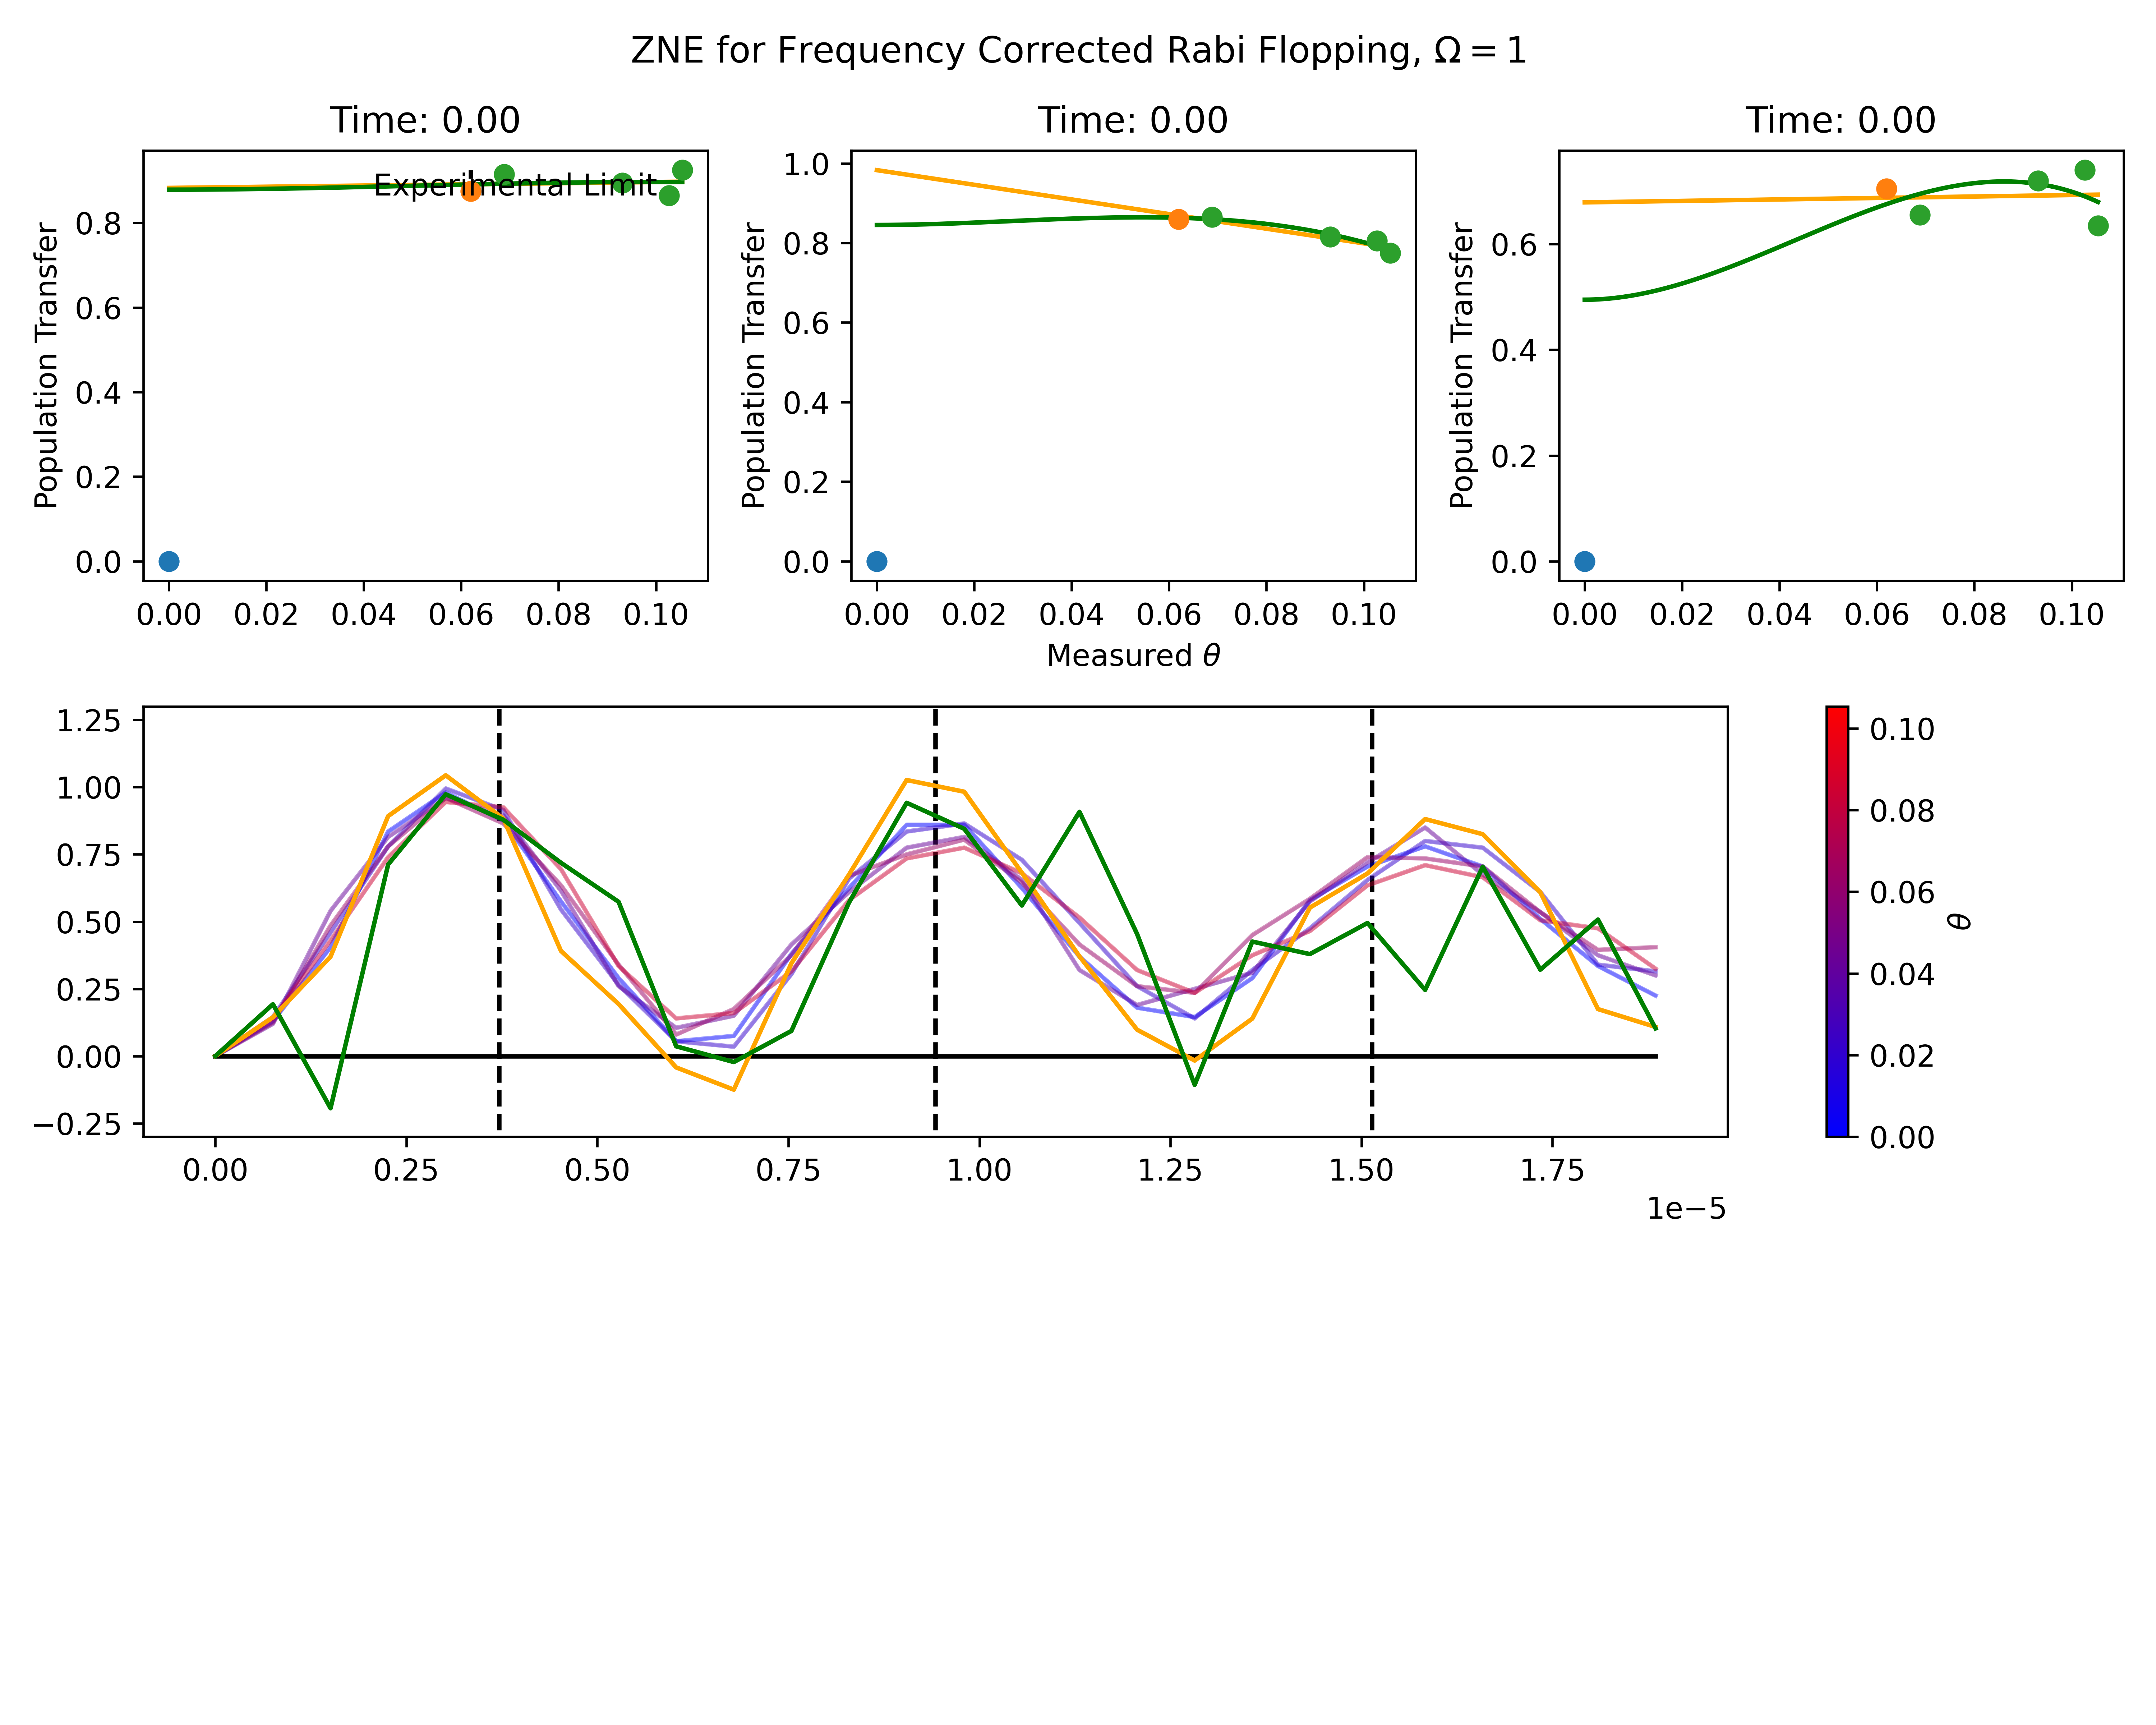 ZNE for Frequency Corrected Rabi Flopping, Ω = 1
Time: 0.00
Time: 0.00
Time: 0.00
Population Transfer
0.8
0.6
0.4
0.2
0.0
Experimental Limit
0.00 0.02 0.04 0.06 0.08 0.10
Population Transfer
1.0
0.8
0.6
0.4
0.2
0.0
0.00 0.02 0.04 0.06 0.08 0.10
Measured θ
Population Transfer
0.6
0.4
0.2
0.0
0.00 0.02 0.04 0.06 0.08 0.10
1.25
1.00
0.75
0.50
0.25
0.00
−0.25
0.00 0.25 0.50 0.75 1.00 1.25 1.50 1.75
1e−5
0.10
0.08
0.06
0.04
0.02
0.00
θ